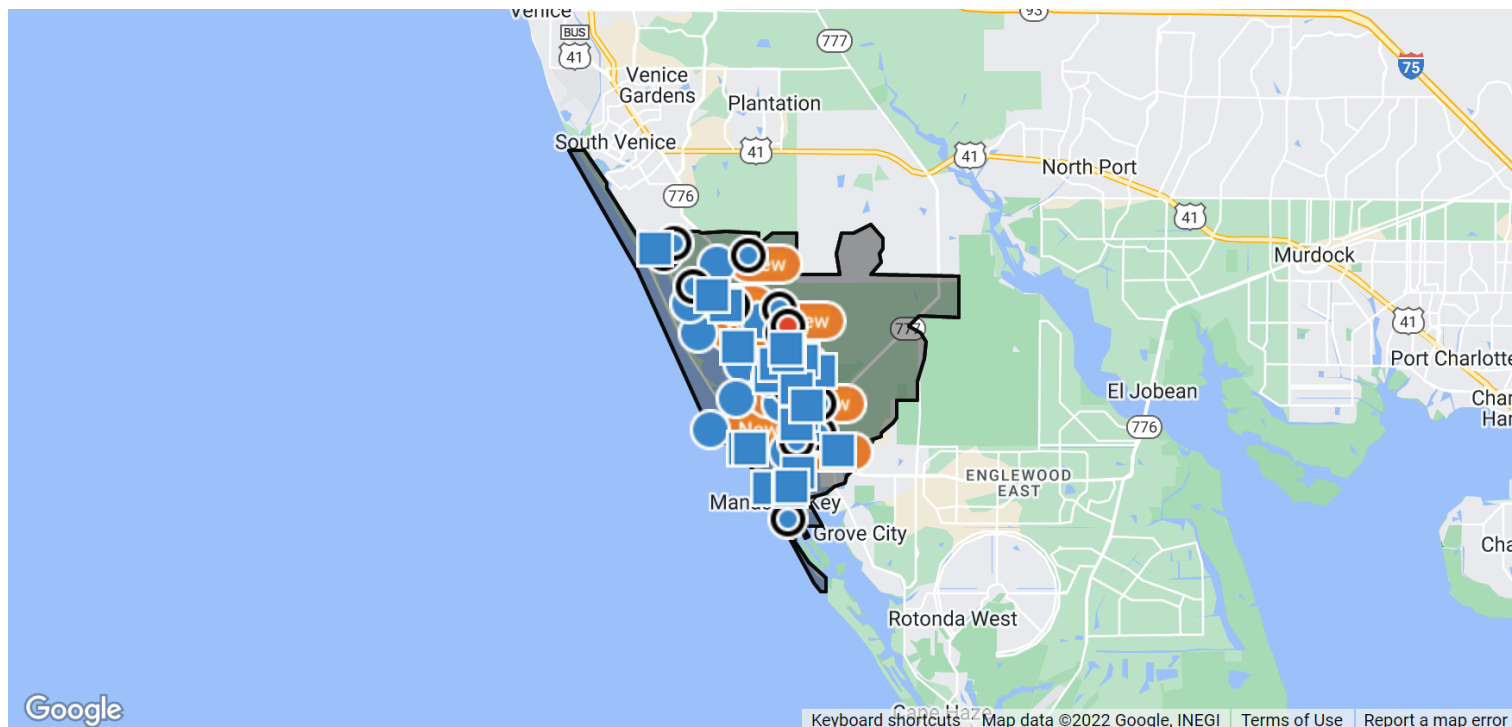 Venice
93
BUS
41
777
75
Venice
Gardens
Plantation
South Venice
41
41
North Port
776
41
Murdock
New
New
777
41
Port Charlotte
El Jobean
776
New
ENGLEWOOD
EAST
Grove City
Rotonda West
Cape Haze
Google
Keyboard shortcuts
Map data ©2022 Google, INEGI
Terms of Use
Report a map error